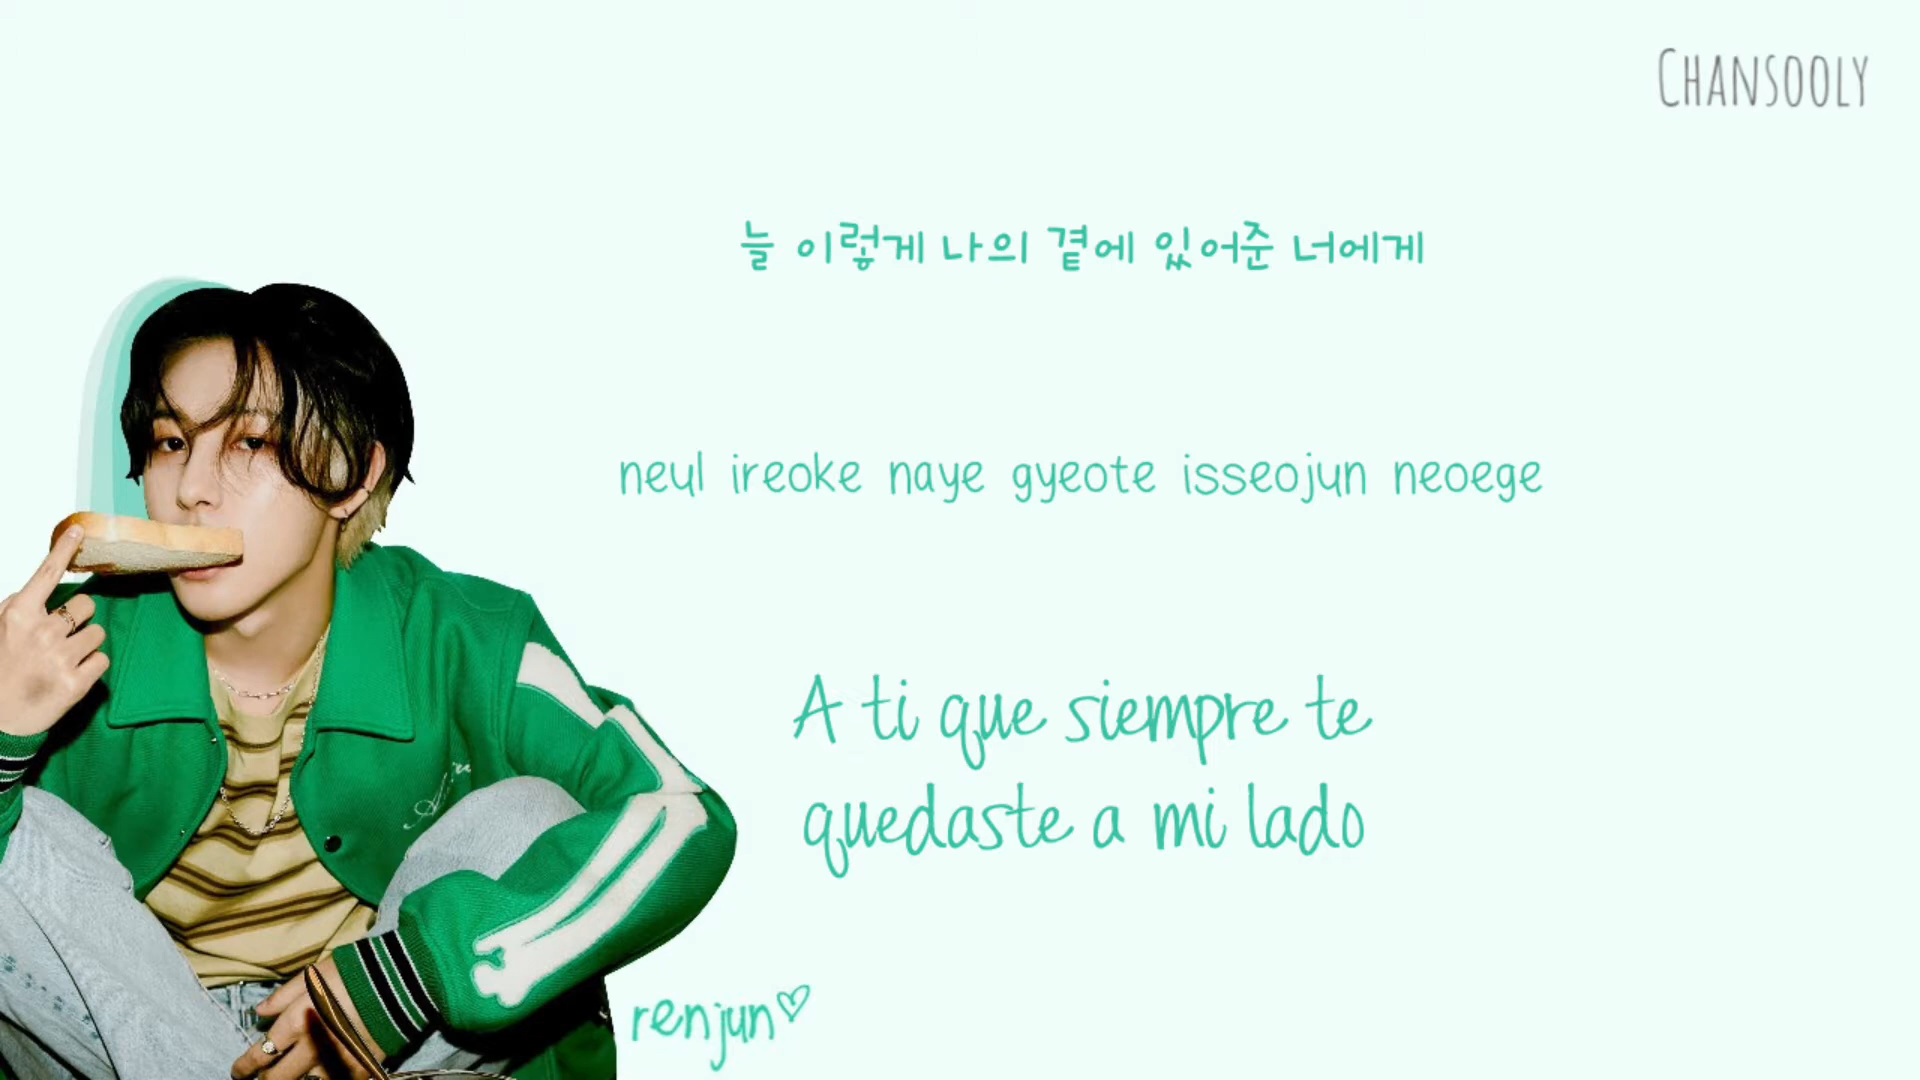 CHANSOOLY
늘 이렇게 나의 곁에 있어준 너에게
neul ireoke naye gyeote isseojun neoege
A ti que siempre te
quedaste a mi lado
renjun♡